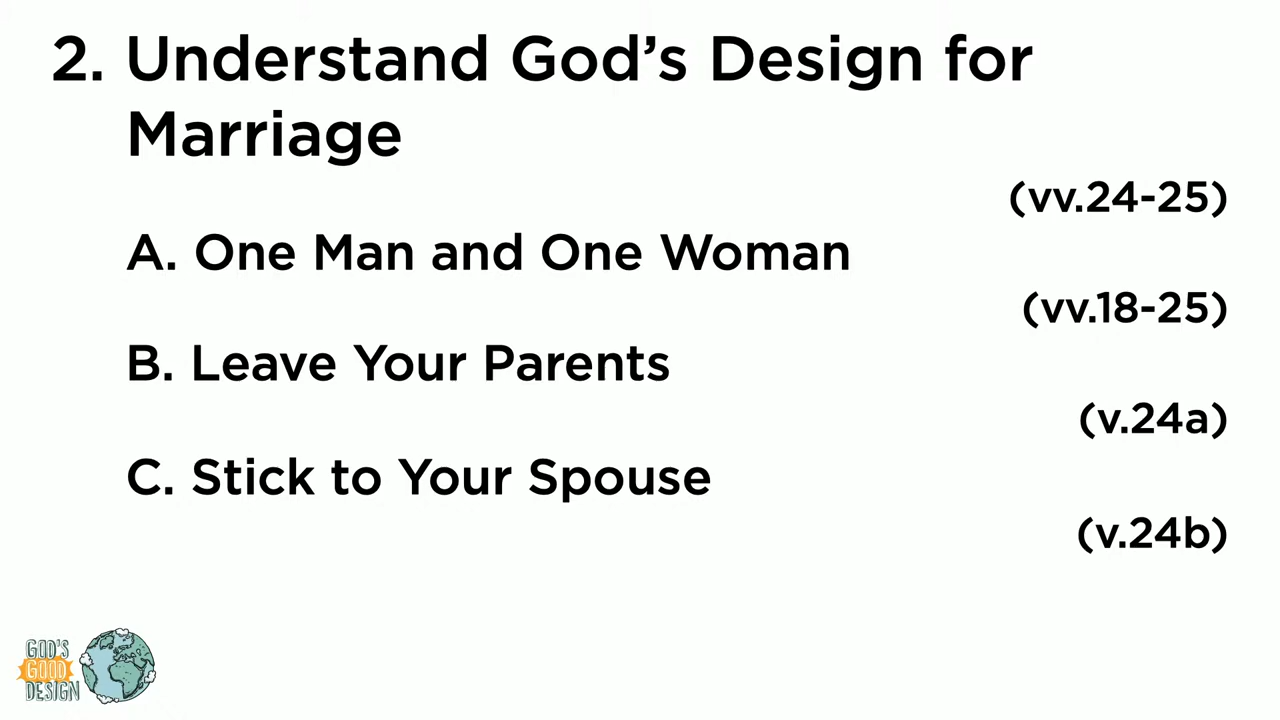 2. Understand God’s Design for
Marriage
(vv.24-25)
A. One Man and One Woman
(vv.18-25)
B. Leave Your Parents
(v.24a)
C. Stick to Your Spouse
(v.24b)
GOD'S
GOOD
DESIGN